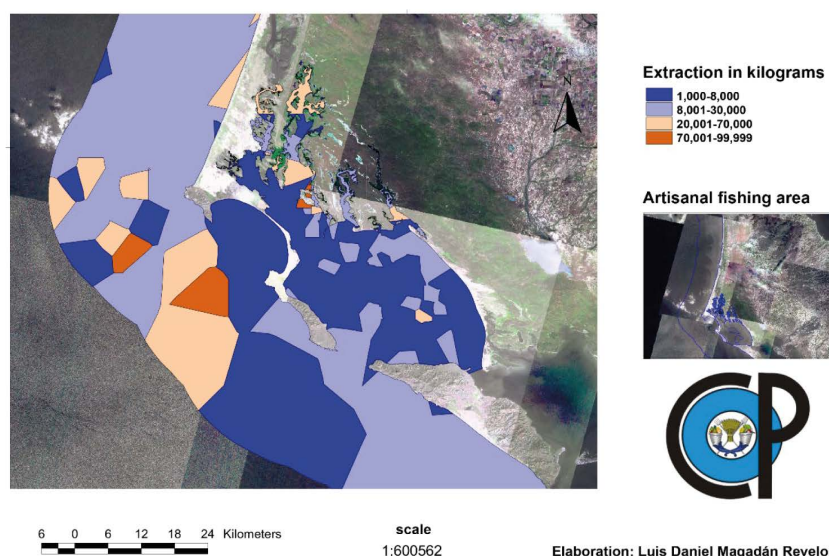 N
Extraction in kilograms
1,000-8,000
8,001-30,000
20,001-70,000
70,001-99,999
Artisanal fishing area
CP
6 0 6 12 18 24 Kilometers
scale
1:600562
Elaboration: Luis Daniel Magadán Revelo